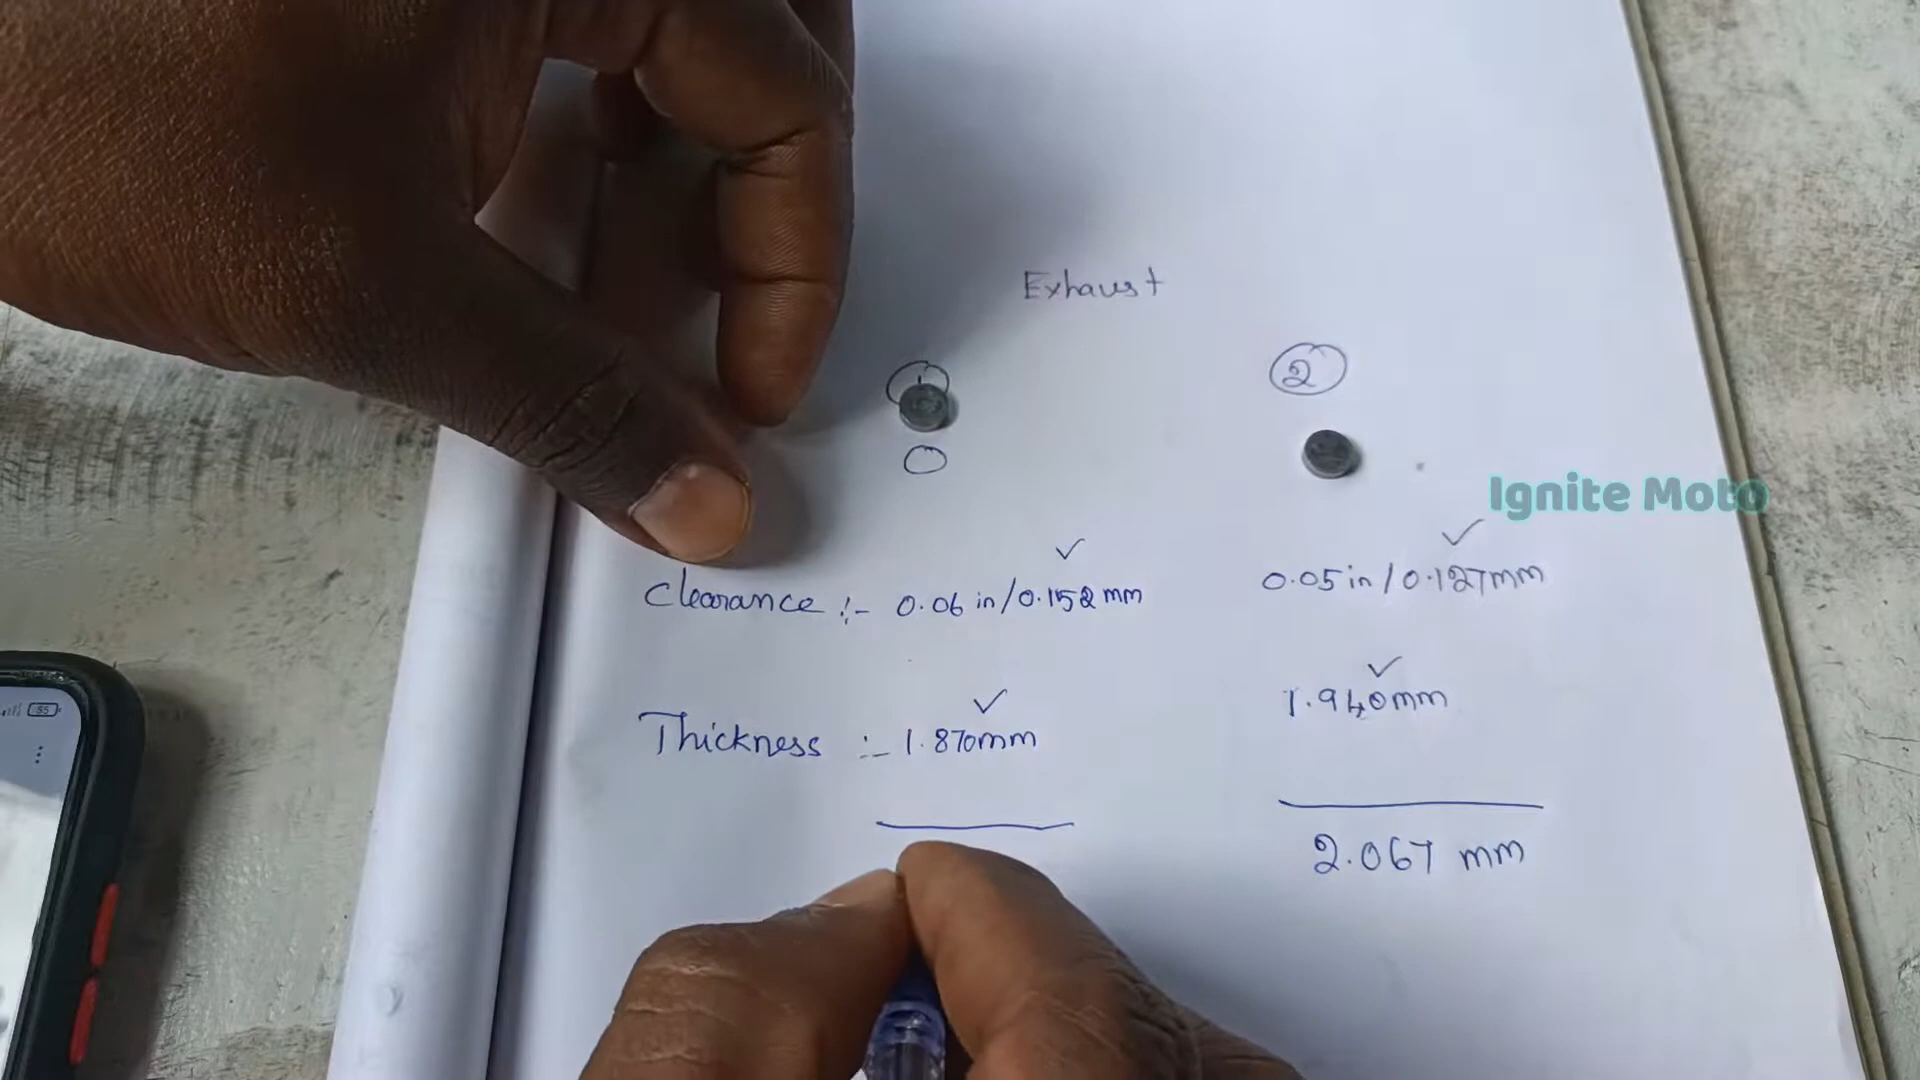 Exhaust
1 2
Ignite Moto
Clearance :- 0.06 in/0.152 mm 0.05 in/0.127mm
Thickness :- 1.870mm 1.940mm
2.067 mm
55